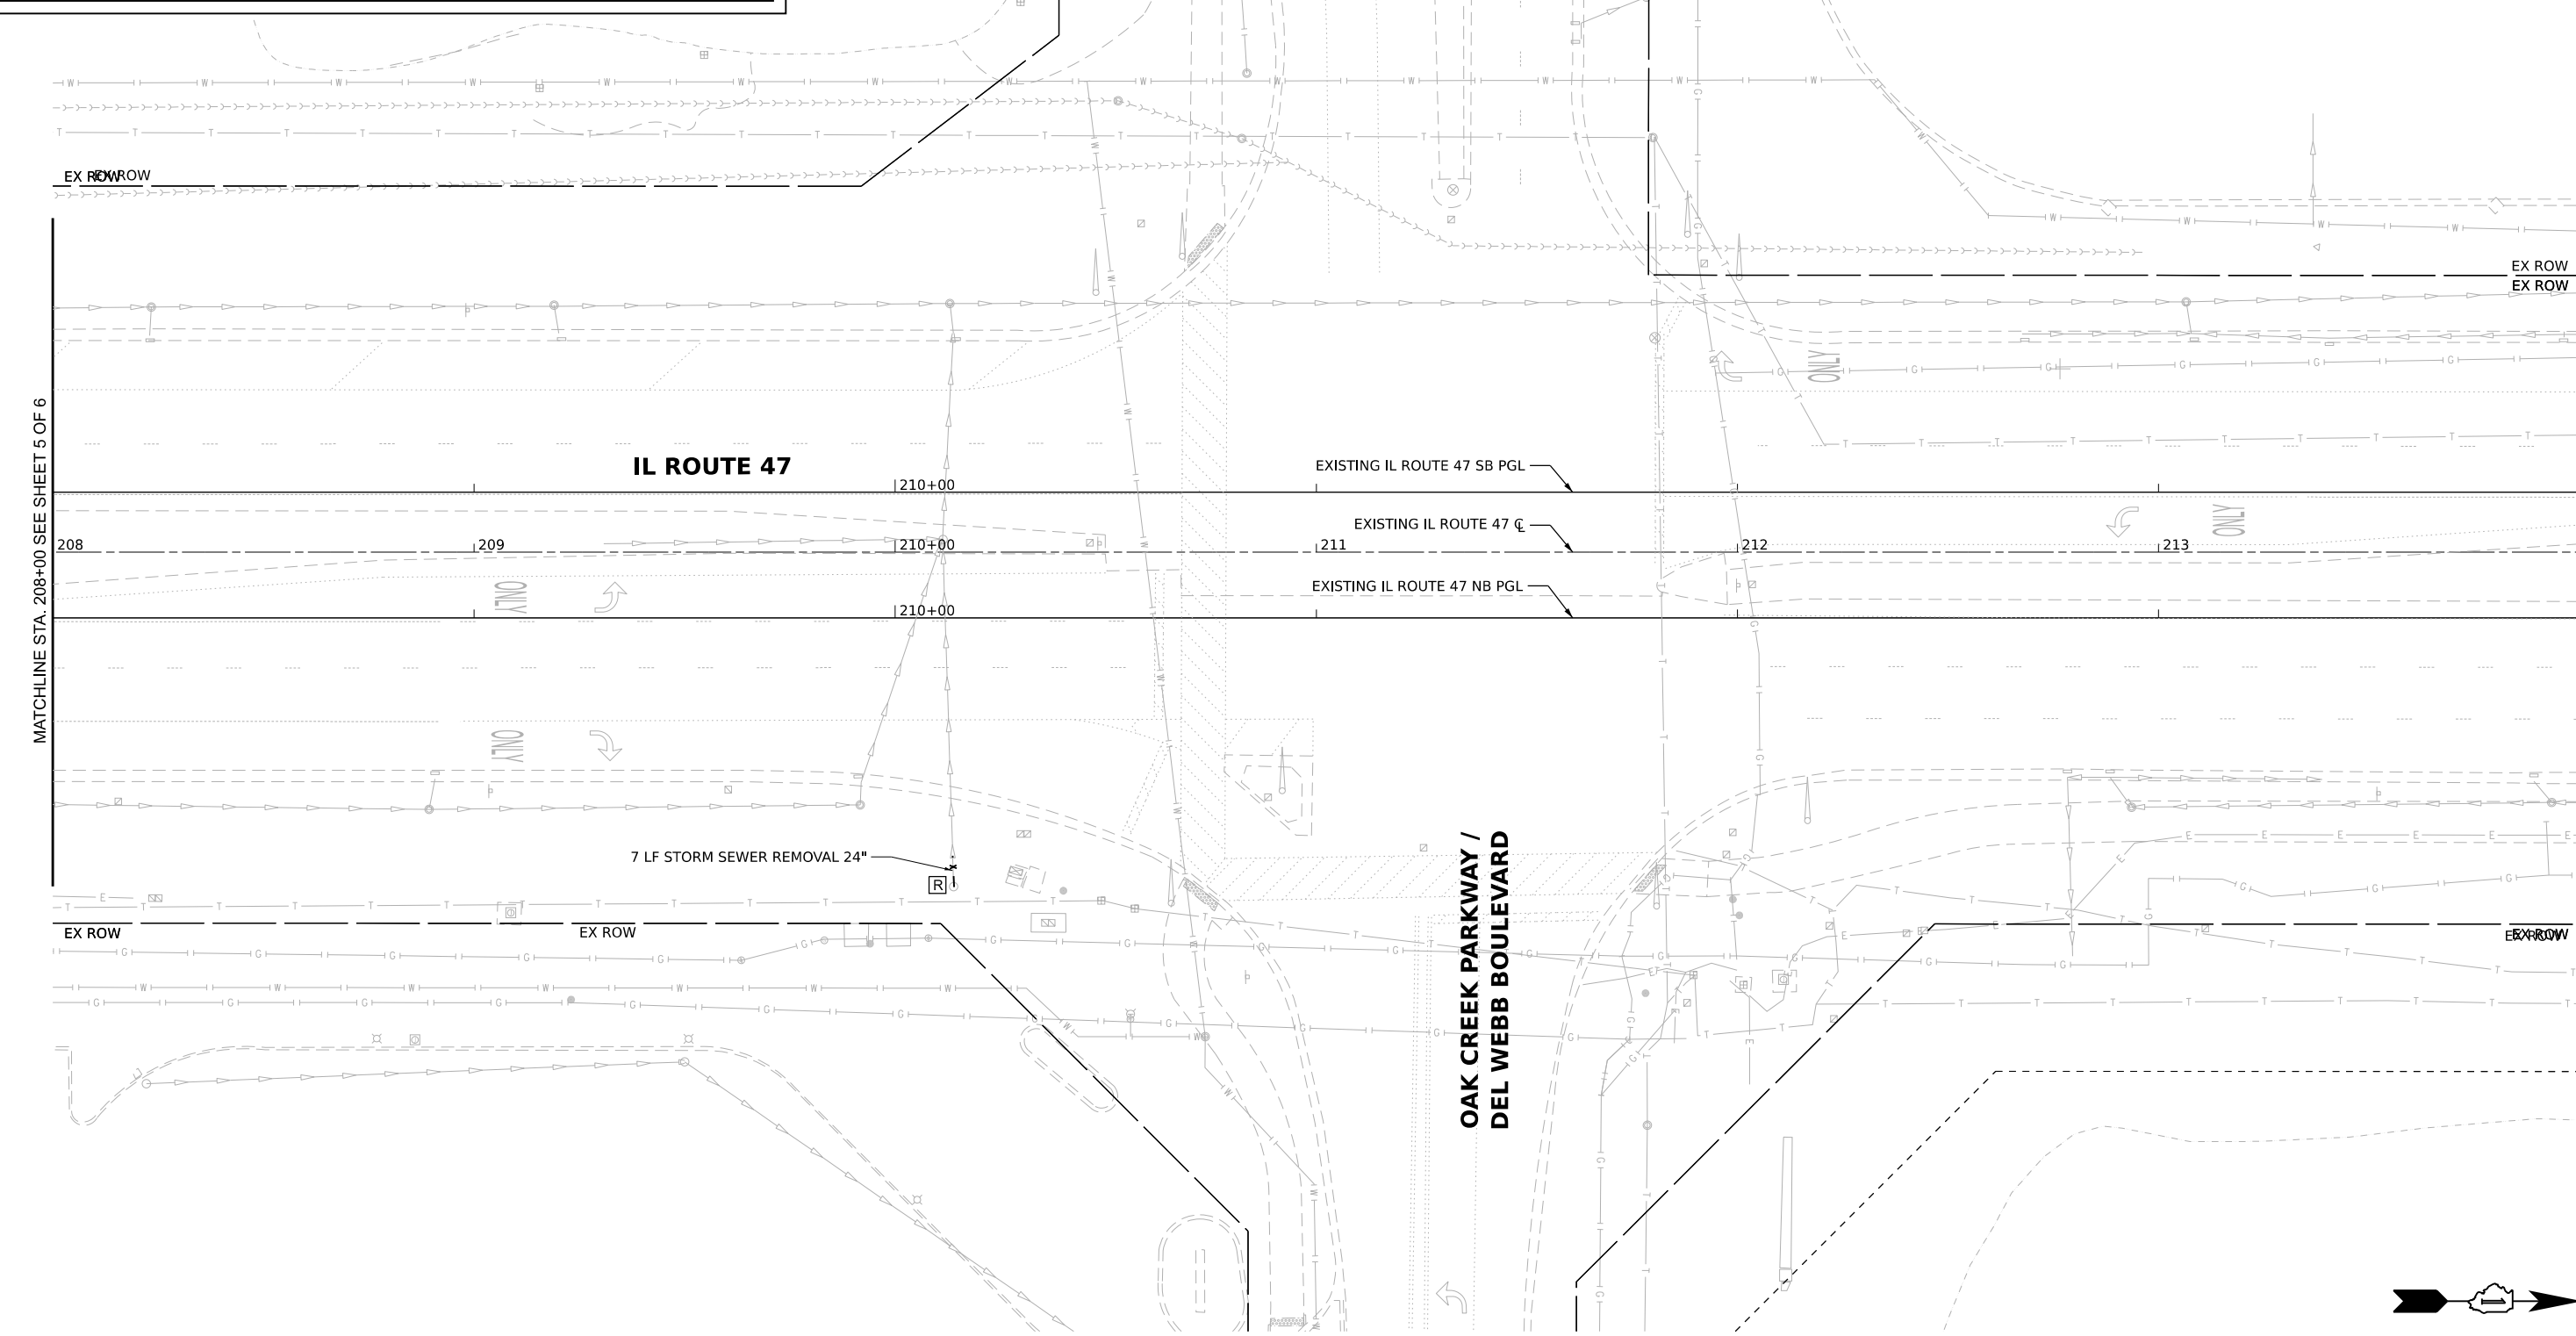 EX ROW
EX ROW
EX ROW
EX ROW
MATCHLINE STA. 208+00 SEE SHEET 5 OF 6
IL ROUTE 47
EXISTING IL ROUTE 47 SB PGL
210+00
ONLY
ONLY
EXISTING IL ROUTE 47 CL
208
209
210+00
211
212
213
EXISTING IL ROUTE 47 NB PGL
ONLY
210+00
ONLY
7 LF STORM SEWER REMOVAL 24"
R
OAK CREEK PARKWAY /
DEL WEBB BOULEVARD
EX ROW
EX ROW
EX ROW
EX ROW